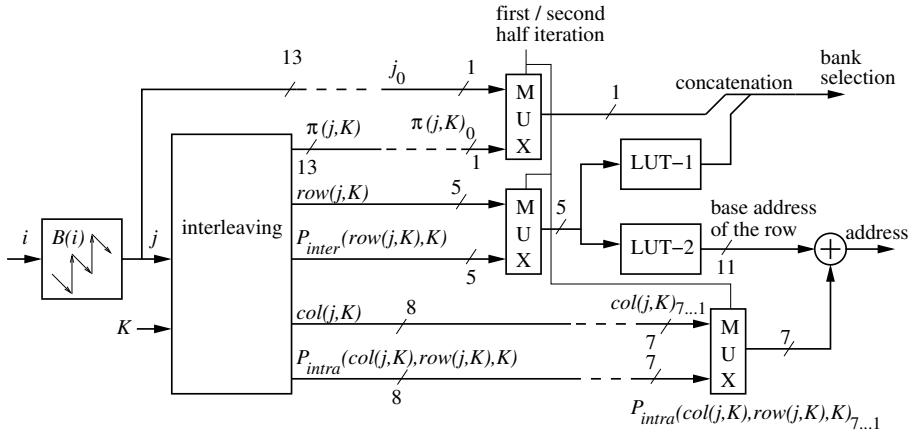 first / second
half iteration
13
j0
1
M
U
X
1
concatenation
bank
selection
π(j,K)
13
π(j,K)0
1
LUT−1
row(j,K)
5
M
U
X
5
base address
of the row
address
i
B(i)
j
interleaving
Pinter(row(j,K),K)
5
LUT−2
11
+
K
col(j,K)
8
col(j,K)7...1
7
M
U
X
7
Pintra(col(j,K),row(j,K),K)
8
7
Pintra(col(j,K),row(j,K),K)7...1